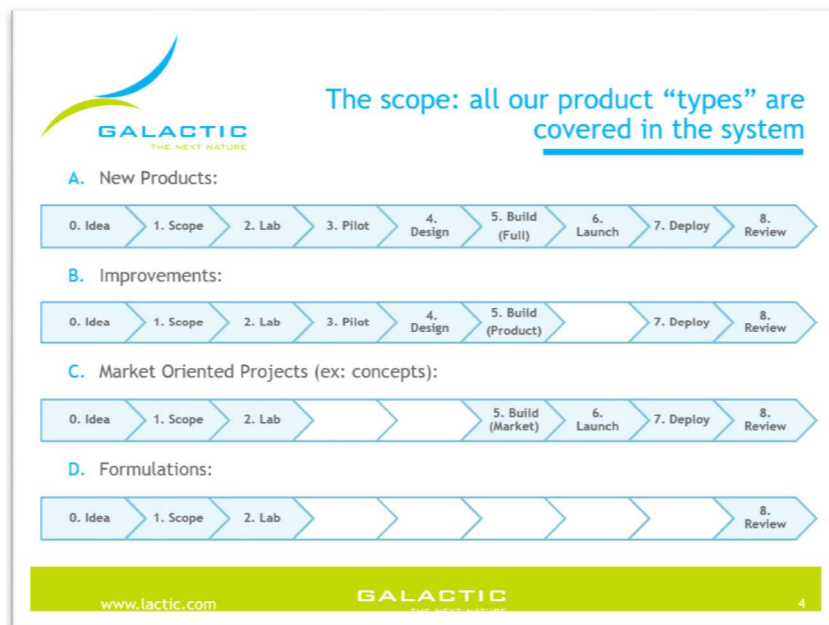 GALACTIC
THE NEXT NATURE
The scope: all our product “types” are
covered in the system
A. New Products:
0. Idea 1. Scope 2. Lab 3. Pilot 4. Design 5. Build (Full) 6. Launch 7. Deploy 8. Review
B. Improvements:
0. Idea 1. Scope 2. Lab 3. Pilot 4. Design 5. Build (Product) 7. Deploy 8. Review
C. Market Oriented Projects (ex: concepts):
0. Idea 1. Scope 2. Lab 5. Build (Market) 6. Launch 7. Deploy 8. Review
D. Formulations:
0. Idea 1. Scope 2. Lab 8. Review
www.lactic.com GALACTIC 4
THE NEXT NATURE